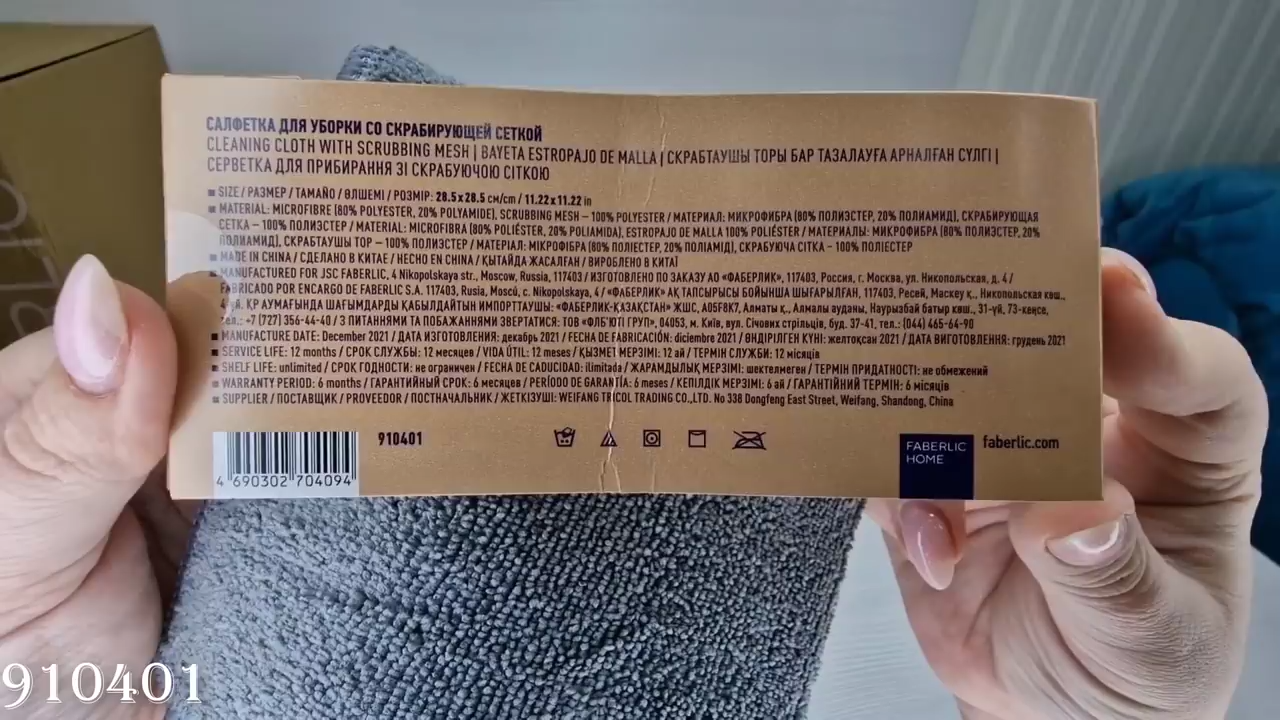 САЛФЕТКА ДЛЯ УБОРКИ СО СКРАБИРУЮЩЕЙ СЕТКОЙ
CLEANING CLOTH WITH SCRUBBING MESH | BAYETA ESTROPAJO DE MALLA | СКРАБТАУШЫ ТОРЫ БАР ТАЗАЛАУҒА АРНАЛҒАН СҮЛГІ |
СЕРВЕТКА ДЛЯ ПРИБИРАННЯ ЗІ СКРАБУЮЧОЮ СІТКОЮ
■ SIZE / РАЗМЕР / TAMAÑO / ӨЛШЕМІ / РОЗМІР: 28.5 x 28.5 см/cm / 11.22 x 11.22 in
■ MATERIAL: MICROFIBRE (80% POLYESTER, 20% POLYAMIDE), SCRUBBING MESH – 100% POLYESTER / МАТЕРИАЛ: МИКРОФИБРА (80% ПОЛИЭСТЕР, 20% ПОЛИАМИД), СКРАБИРУЮЩАЯ
СЕТКА – 100% ПОЛИЭСТЕР / MATERIAL: MICROFIBRA (80% POLIÉSTER, 20% POLIAMIDA), ESTROPAJO DE MALLA 100% POLIÉSTER / МАТЕРИАЛЫ: МИКРОФИБРА (80% ПОЛИЭСТЕР, 20%
ПОЛИАМИД), СКРАБТАУШЫ ТОР – 100% ПОЛИЭСТЕР / МАТЕРІАЛ: МІКРОФІБРА (80% ПОЛІЕСТЕР, 20% ПОЛІАМІД), СКРАБУЮЧА СІТКА - 100% ПОЛІЕСТЕР
■ MADE IN CHINA / СДЕЛАНО В КИТАЕ / HECHO EN CHINA / ҚЫТАЙДА ЖАСАЛҒАН / ВИРОБЛЕНО В КИТАЇ
■ MANUFACTURED FOR JSC FABERLIC, 4 Nikopolskaya str., Moscow, Russia, 117403 / ИЗГОТОВЛЕНО ПО ЗАКАЗУ АО «ФАБЕРЛИК», 117403, Россия, г. Москва, ул. Никопольская, д. 4 /
FABRICADO POR ENCARGO DE FABERLIC S.A. 117403, Rusia, Moscú, c. Nikopolskaya, 4 / «ФАБЕРЛИК» АҚ ТАПСЫРЫСЫ БОЙЫНША ШЫҒАРЫЛҒАН, 117403, Ресей, Маскеу қ., Никопольская көш.,
4 үй. ҚР АУМАҒЫНДА ШАҒЫМДАРДЫ ҚАБЫЛДАЙТЫН ИМПОРТТАУШЫ: «ФАБЕРЛИК-ҚАЗАҚСТАН» ЖШС, A05F8K7, Алматы қ., Алмалы ауданы, Наурызбай батыр көш., 31-үй, 73-кеңсе,
тел.: +7 (727) 356-44-40 / З ПИТАННЯМИ ТА ПОБАЖАННЯМИ ЗВЕРТАТИСЯ: ТОВ «ФЛБ'ЮТІ ГРУП», 04053, м. Київ, вул. Січових стрільців, буд. 37-41, тел.: (044) 465-64-90
■ MANUFACTURE DATE: December 2021 / ДАТА ИЗГОТОВЛЕНИЯ: декабрь 2021 / FECHA DE FABRICACIÓN: diciembre 2021 / ӨНДІРІЛГЕН КҮНІ: желтоқсан 2021 / ДАТА ВИГОТОВЛЕННЯ: грудень 2021
■ SERVICE LIFE: 12 months / СРОК СЛУЖБЫ: 12 месяцев / VIDA ÚTIL: 12 meses / ҚЫЗМЕТ МЕРЗІМІ: 12 ай / ТЕРМІН СЛУЖБИ: 12 місяців
■ SHELF LIFE: unlimited / СРОК ГОДНОСТИ: не ограничен / FECHA DE CADUCIDAD: ilimitada / ЖАРАМДЫЛЫҚ МЕРЗІМІ: шектелмеген / ТЕРМІН ПРИДАТНОСТІ: не обмежений
■ WARRANTY PERIOD: 6 months / ГАРАНТИЙНЫЙ СРОК: 6 месяцев / PERÍODO DE GARANTÍA: 6 meses / КЕПІЛДІК МЕРЗІМІ: 6 ай / ГАРАНТІЙНИЙ ТЕРМІН: 6 місяців
■ SUPPLIER / ПОСТАВЩИК / PROVEEDOR / ПОСТНАЧАЛЬНИК / ЖЕТКІЗУШІ: WEIFANG TRICOL TRADING CO.,LTD. No 338 Dongfeng East Street, Weifang, Shandong, China
910401
FABERLIC
HOME
faberlic.com
4 690302 704094
910401